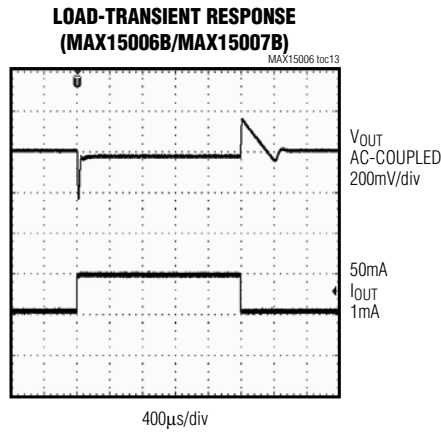 LOAD-TRANSIENT RESPONSE
(MAX15006B/MAX15007B)
MAX15006 toc13
VOUT
AC-COUPLED
200mV/div
50mA
IOUT
1mA
400µs/div